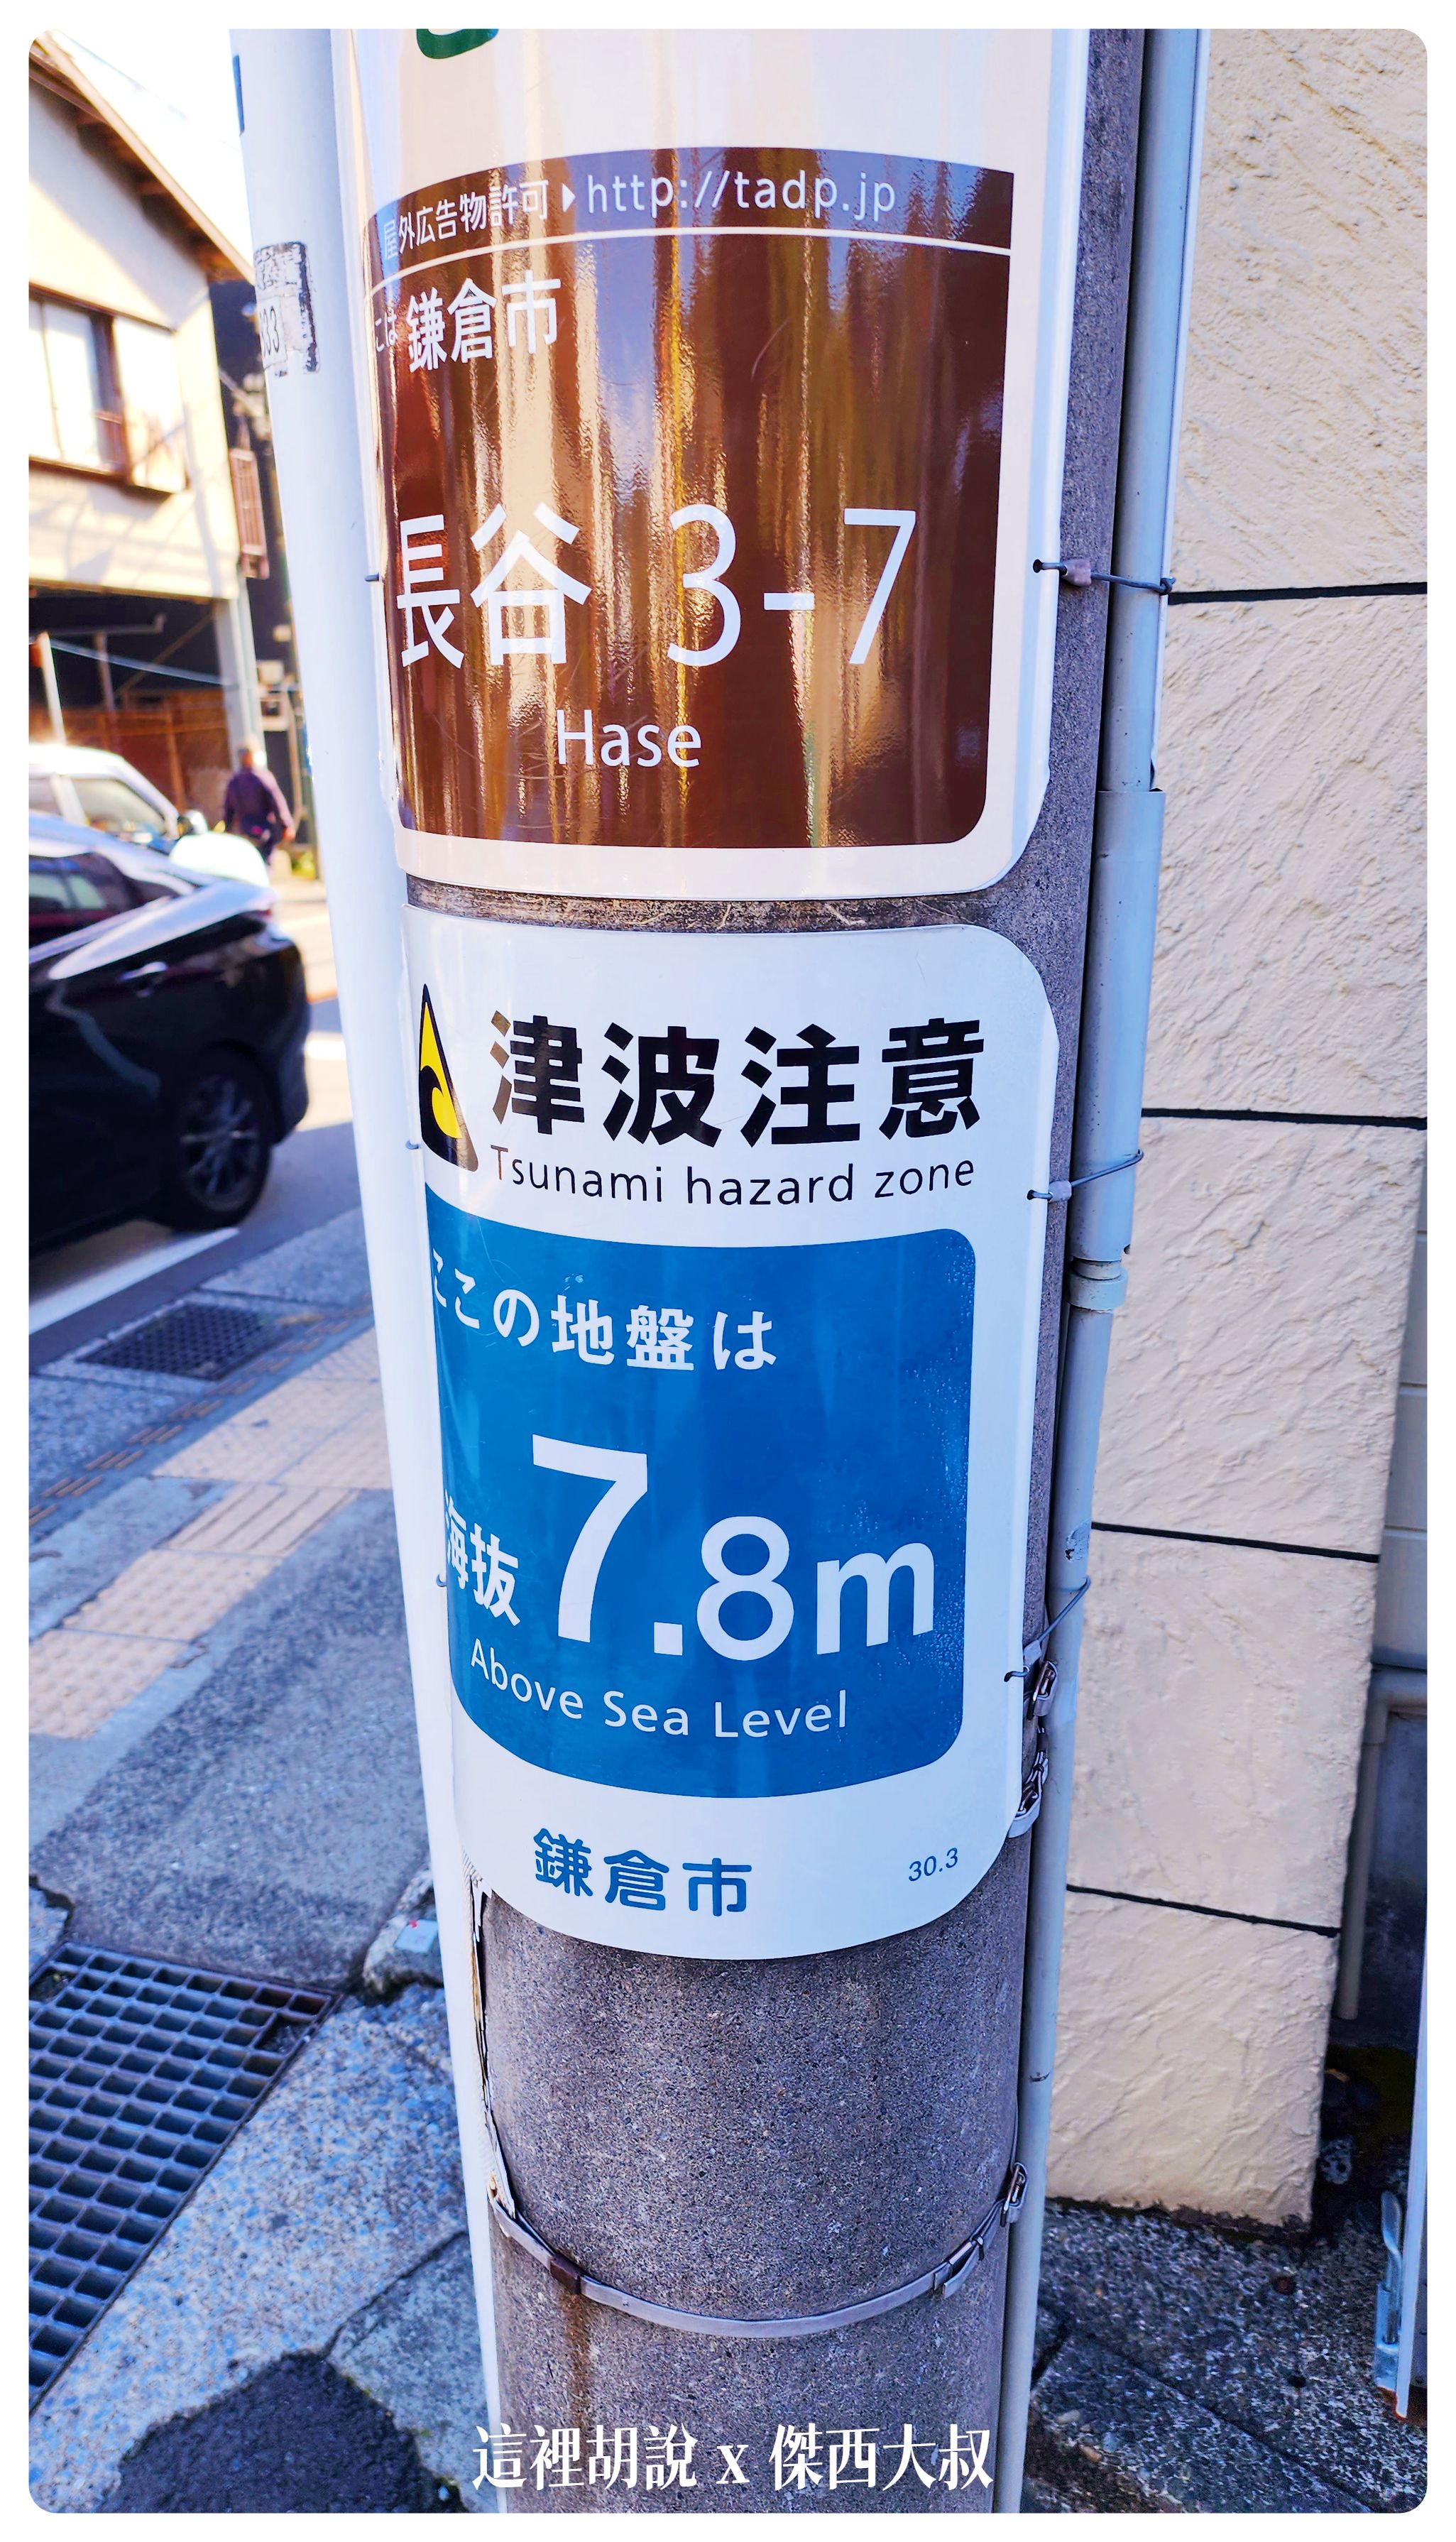 屋外広告物許可▶http://tadp.jp
こは 鎌倉市
長谷 3-7
Hase
津波注意
Tsunami hazard zone
ここの地盤は
海抜7.8m
Above Sea Level
鎌倉市 30.3
這裡胡說 x 傑西大叔